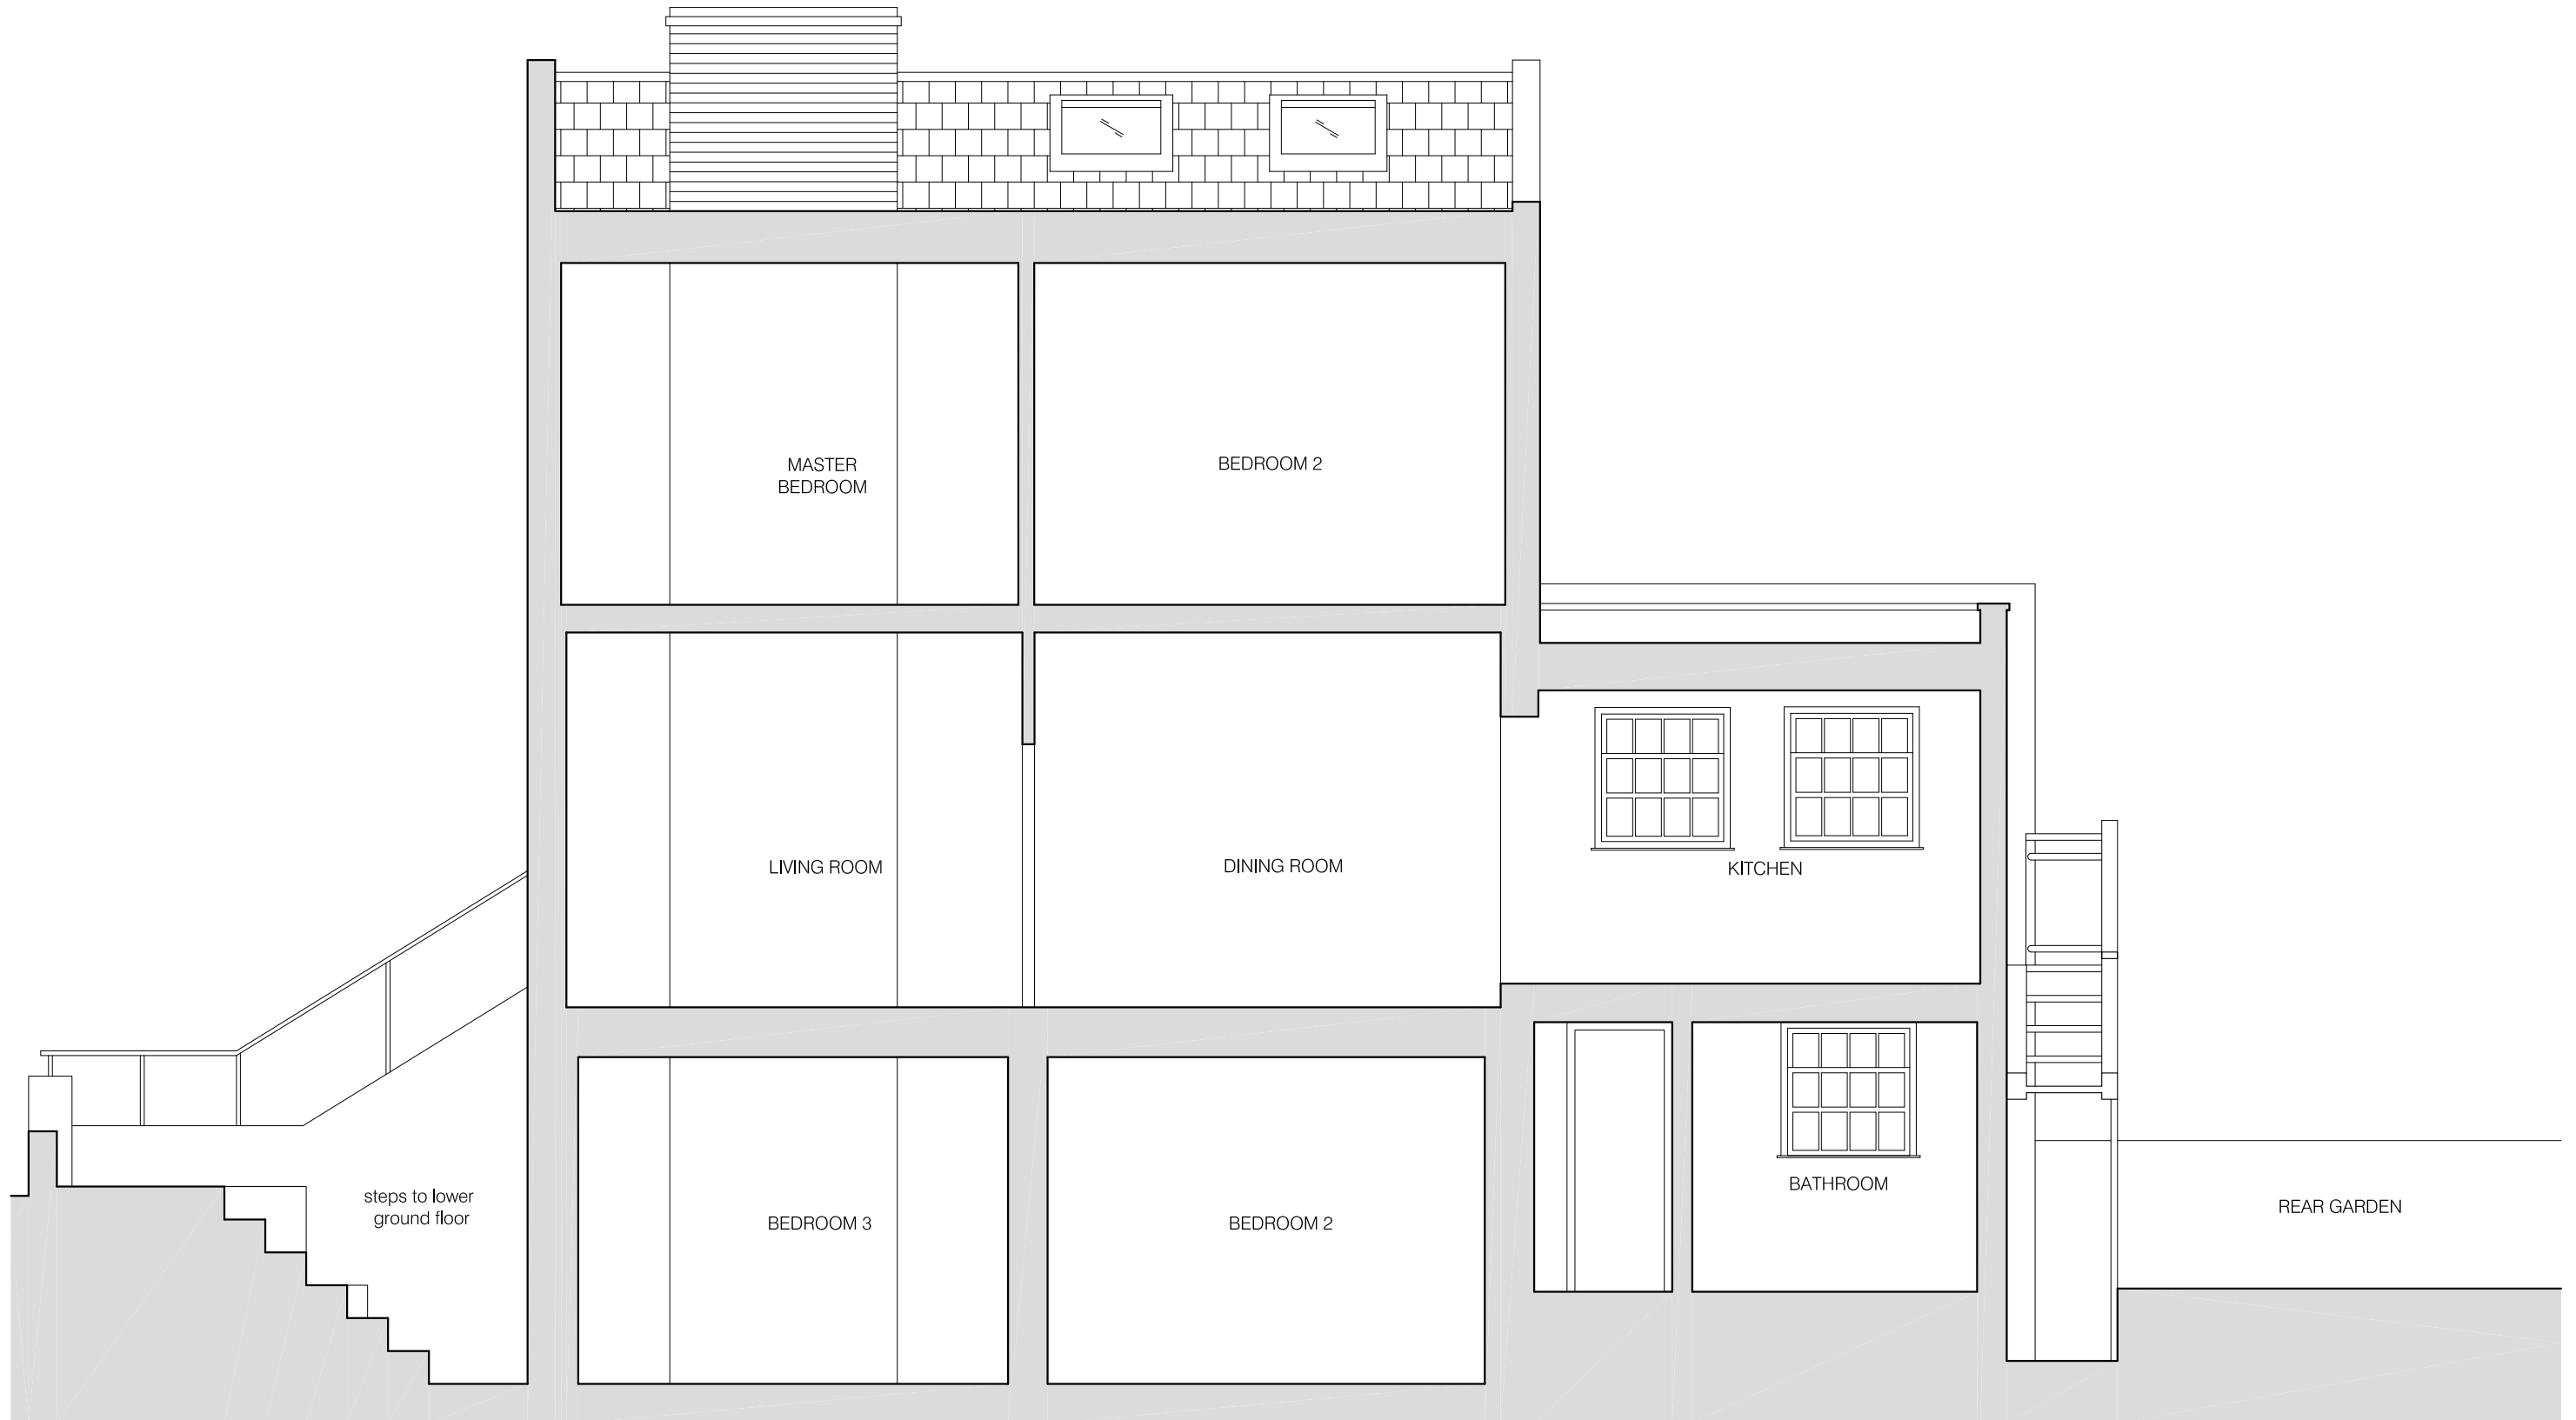 MASTER
BEDROOM
BEDROOM 2
LIVING ROOM
DINING ROOM
KITCHEN
steps to lower
ground floor
BEDROOM 3
BEDROOM 2
BATHROOM
REAR GARDEN